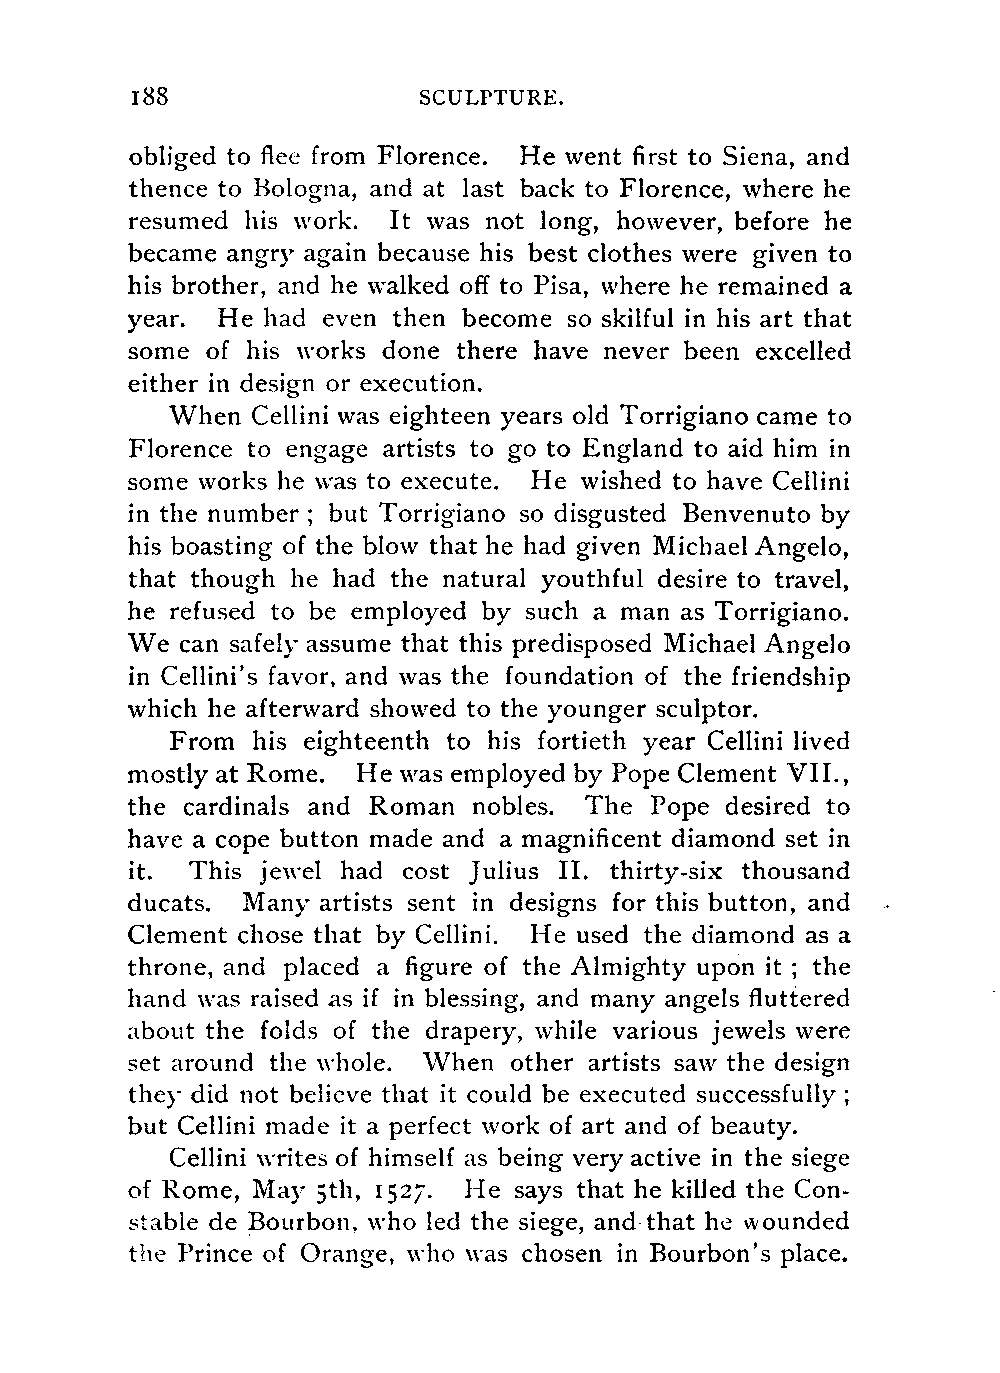 188 SCULPTURE.
obliged to flee from Florence. He went first to Siena, and
thence to Bologna, and at last back to Florence, where he
resumed his work. It was not long, however, before he
became angry again because his best clothes were given to
his brother, and he walked off to Pisa, where he remained a
year. He had even then become so skilful in his art that
some of his works done there have never been excelled
either in design or execution.
When Cellini was eighteen years old Torrigiano came to
Florence to engage artists to go to England to aid him in
some works he was to execute. He wished to have Cellini
in the number ; but Torrigiano so disgusted Benvenuto by
his boasting of the blow that he had given Michael Angelo,
that though he had the natural youthful desire to travel,
he refused to be employed by such a man as Torrigiano.
We can safely assume that this predisposed Michael Angelo
in Cellini's favor, and was the foundation of the friendship
which he afterward showed to the younger sculptor.
From his eighteenth to his fortieth year Cellini lived
mostly at Rome. He was employed by Pope Clement VII.,
the cardinals and Roman nobles. The Pope desired to
have a cope button made and a magnificent diamond set in
it. This jewel had cost Julius II. thirty-six thousand
ducats. Many artists sent in designs for this button, and
Clement chose that by Cellini. He used the diamond as a
throne, and placed a figure of the Almighty upon it ; the
hand was raised as if in blessing, and many angels fluttered
about the folds of the drapery, while various jewels were
set around the whole. When other artists saw the design
they did not believe that it could be executed successfully ;
but Cellini made it a perfect work of art and of beauty.
Cellini writes of himself as being very active in the siege
of Rome, May 5th, 1527. He says that he killed the Con-
stable de Bourbon, who led the siege, and that he wounded
the Prince of Orange, who was chosen in Bourbon's place.